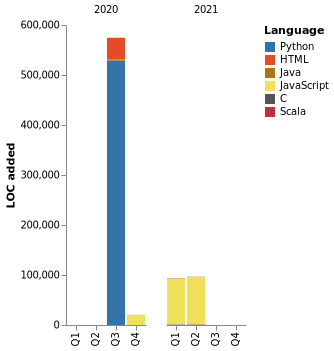 2020 2021
Language
Python
HTML
Java
JavaScript
C
Scala
LOC added
600,000
500,000
400,000
300,000
200,000
100,000
0
Q1 Q2 Q3 Q4 Q1 Q2 Q3 Q4